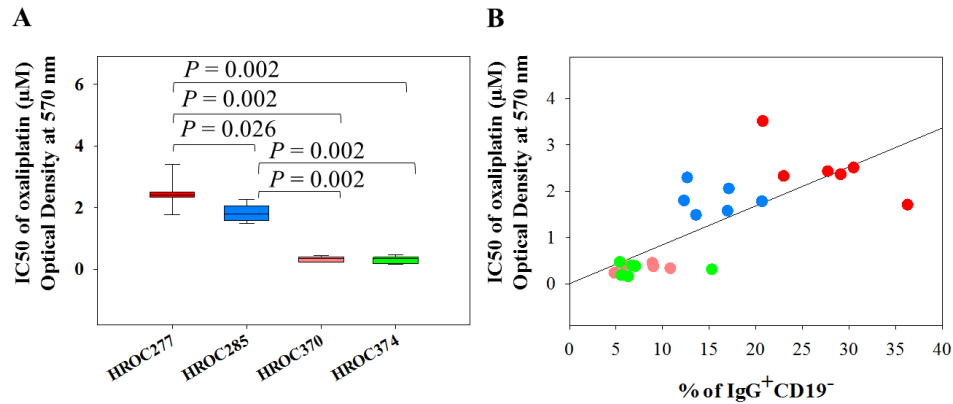 A
IC50 of oxaliplatin (µM)
Optical Density at 570 nm
6
4
2
0
P = 0.002
P = 0.002
P = 0.026
P = 0.002
P = 0.002
HROC277
HROC285
HROC370
HROC374
B
IC50 of oxaliplatin (µM)
Optical Density at 570 nm
4
3
2
1
0
0 5 10 15 20 25 30 35 40
% of IgG⁺CD19⁻